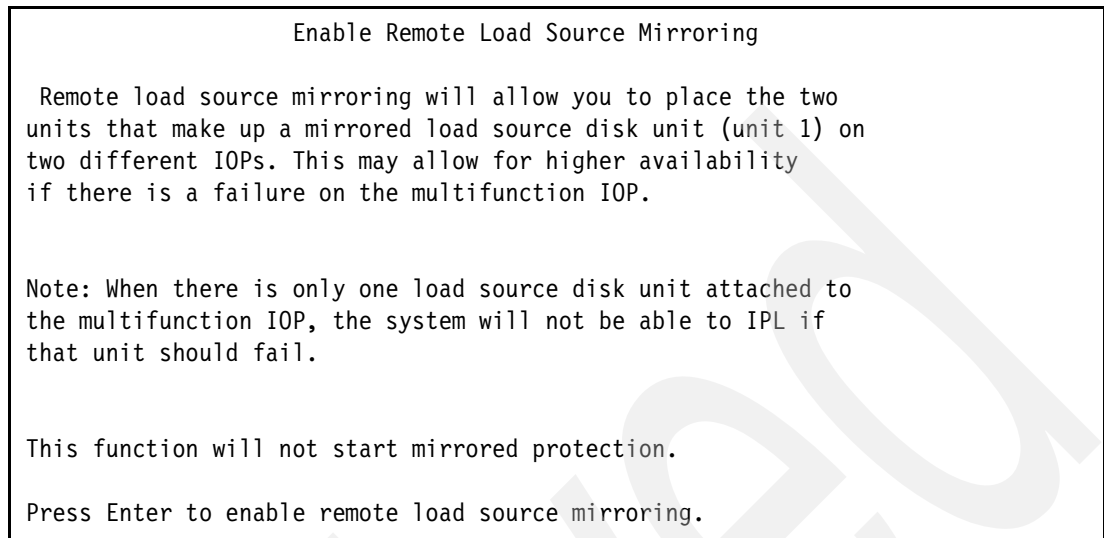 Enable Remote Load Source Mirroring
Remote load source mirroring will allow you to place the two
units that make up a mirrored load source disk unit (unit 1) on
two different IOPs. This may allow for higher availability
if there is a failure on the multifunction IOP.
Note: When there is only one load source disk unit attached to
the multifunction IOP, the system will not be able to IPL if
that unit should fail.
This function will not start mirrored protection.
Press Enter to enable remote load source mirroring.